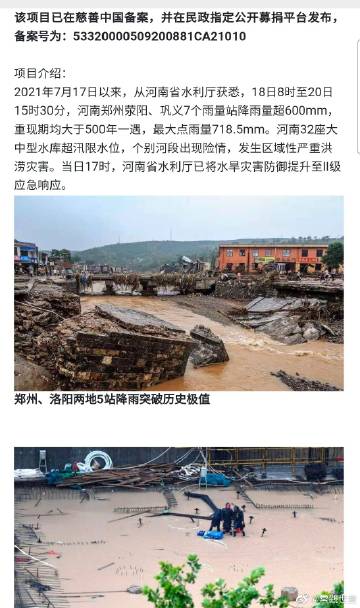 该项目已在慈善中国备案，并在民政指定公开募捐平台发布，
备案号为：53320000509200881CA21010
项目介绍：
2021年7月17日以来，从河南省水利厅获悉，18日8时至20日
15时30分，河南郑州荥阳、巩义7个雨量站降雨量超600mm，
重现期均大于500年一遇，最大点雨量718.5mm。河南32座大
中型水库超汛限水位，个别河段出现险情，发生区域性严重洪
涝灾害。当日17时，河南省水利厅已将水旱灾害防御提升至Ⅱ级
应急响应。
郑州、洛阳两地5站降雨突破历史极值